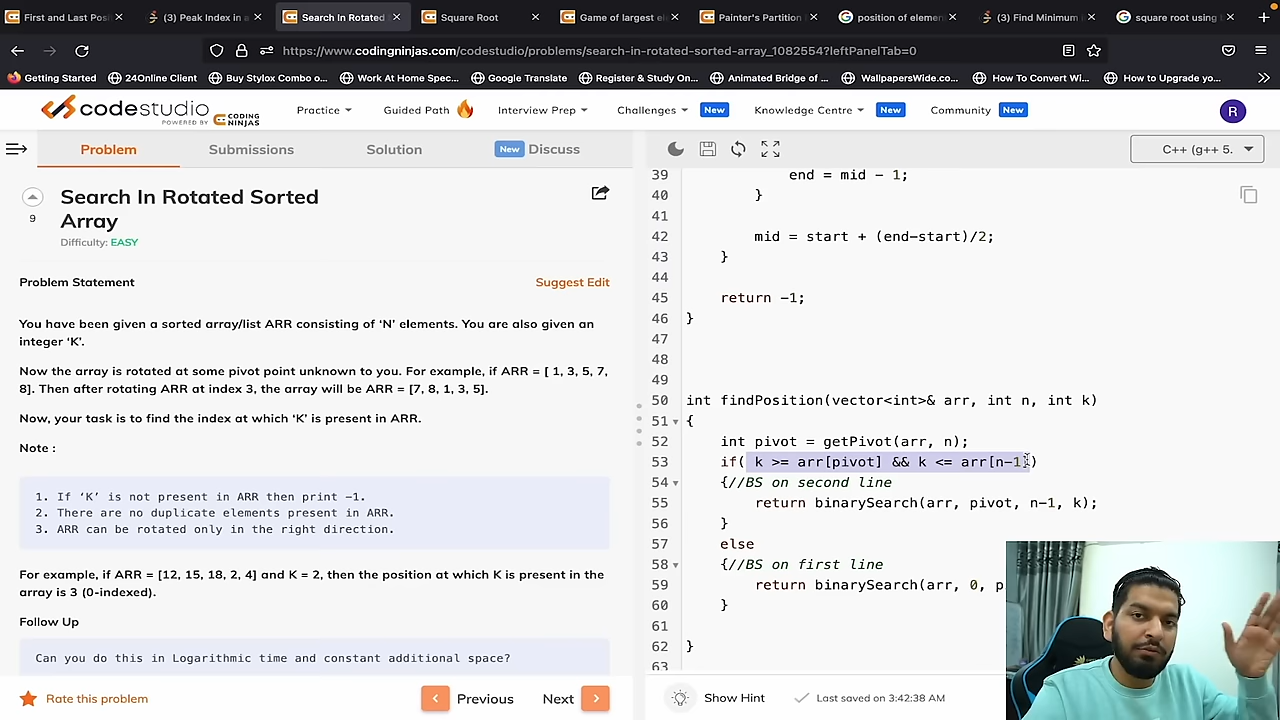 First and Last Posi
(3) Peak Index in a
Search In Rotated
Square Root
Game of largest el
Painter's Partition
position of elemen
(3) Find Minimum
square root using
https://www.codingninjas.com/codestudio/problems/search-in-rotated-sorted-array_1082554?leftPanelTab=0
Getting Started
24Online Client
Buy Stylox Combo o...
Work At Home Spec...
Google Translate
Register & Study On...
Animated Bridge of ...
WallpapersWide.co...
How To Convert Wi...
How to Upgrade yo...
codestudio
POWERED BY CODING NINJAS
Practice
Guided Path
Interview Prep
Challenges
New
Knowledge Centre
New
Community
New
R
Problem
Submissions
Solution
New
Discuss
C++ (g++ 5.
9
Search In Rotated Sorted
Array
Difficulty: EASY
Problem Statement
Suggest Edit
You have been given a sorted array/list ARR consisting of ‘N’ elements. You are also given an
integer ‘K’.
Now the array is rotated at some pivot point unknown to you. For example, if ARR = [ 1, 3, 5, 7,
8]. Then after rotating ARR at index 3, the array will be ARR = [7, 8, 1, 3, 5].
Now, your task is to find the index at which ‘K’ is present in ARR.
Note :
1. If ‘K’ is not present in ARR then print -1.
2. There are no duplicate elements present in ARR.
3. ARR can be rotated only in the right direction.
For example, if ARR = [12, 15, 18, 2, 4] and K = 2, then the position at which K is present in the
array is 3 (0-indexed).
Follow Up
Can you do this in Logarithmic time and constant additional space?
Rate this problem
Previous
Next
39 end = mid - 1;
40 }
41
42 mid = start + (end-start)/2;
43 }
44
45 return -1;
46 }
47
48
49
50 int findPosition(vector<int>& arr, int n, int k)
51 {
52 int pivot = getPivot(arr, n);
53 if( k >= arr[pivot] && k <= arr[n-1])
54 {//BS on second line
55 return binarySearch(arr, pivot, n-1, k);
56 }
57 else
58 {//BS on first line
59 return binarySearch(arr, 0, p
60 }
61
62 }
63
Show Hint
Last saved on 3:42:38 AM